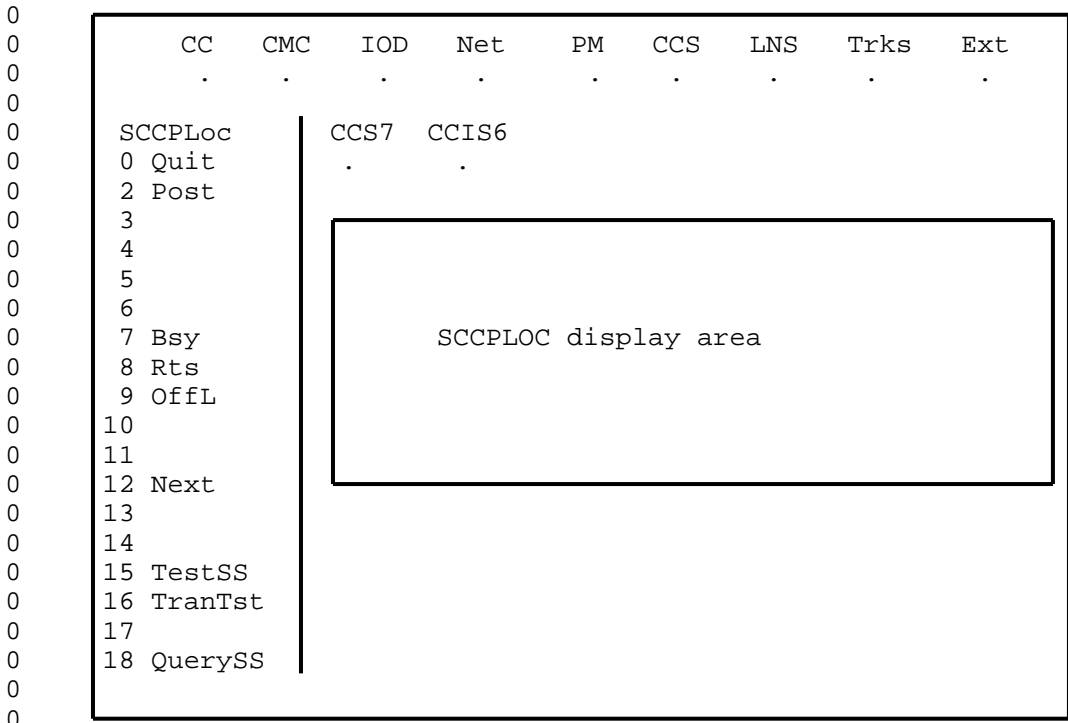 0
0 CC CMC IOD Net PM CCS LNS Trks Ext
0 . . . . . . . . .
0
0 SCCPLoc CCS7 CCIS6
0 0 Quit . .
0 2 Post
0 3
0 4
0 5
0 6
0 7 Bsy SCCPLOC display area
0 8 Rts
0 9 OffL
0 10
0 11
0 12 Next
0 13
0 14
0 15 TestSS
0 16 TranTst
0 17
0 18 QuerySS
0
0